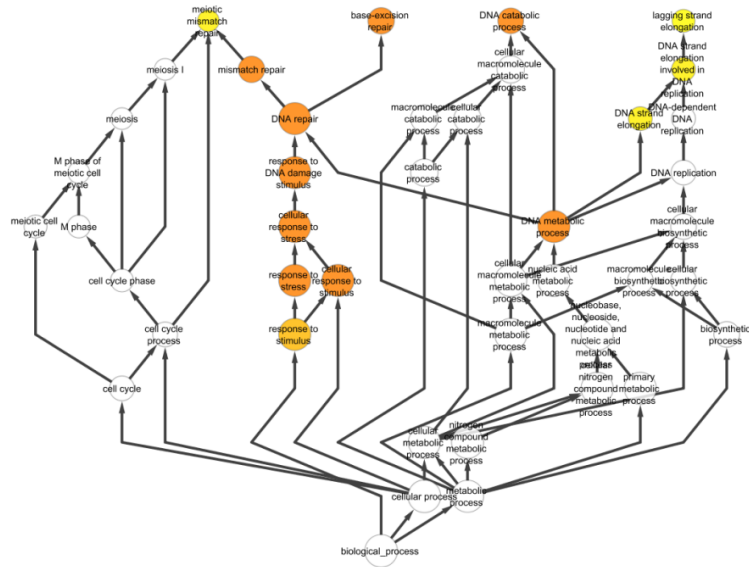 meiotic
mismatch
repair
base-excision
repair
DNA catabolic
process
lagging strand
elongation
meiosis I
mismatch repair
cellular
macromolecule
catabolic
process
DNA strand
elongation
involved in
DNA
replication
meiosis
DNA repair
macromolecule
catabolic
process
cellular
catabolic
process
DNA strand
elongation
DNA-dependent
DNA
replication
M phase of
meiotic cell
cycle
response to
DNA damage
stimulus
catabolic
process
DNA replication
meiotic cell
cycle
M phase
cellular
response to
stress
DNA metabolic
process
cellular
macromolecule
biosynthetic
process
cell cycle phase
response to
stress
cellular
response to
stimulus
cellular
macromolecule
metabolic
process
nucleic acid
metabolic
process
macromolecule
biosynthetic
process
cellular
biosynthetic
process
cell cycle
process
response to
stimulus
macromolecule
metabolic
process
nucleobase,
nucleoside,
nucleotide and
nucleic acid
metabolic
process
biosynthetic
process
cell cycle
cellular
nitrogen
compound
metabolic
process
primary
metabolic
process
cellular
metabolic
process
nitrogen
compound
metabolic
process
cellular process
metabolic
process
biological_process